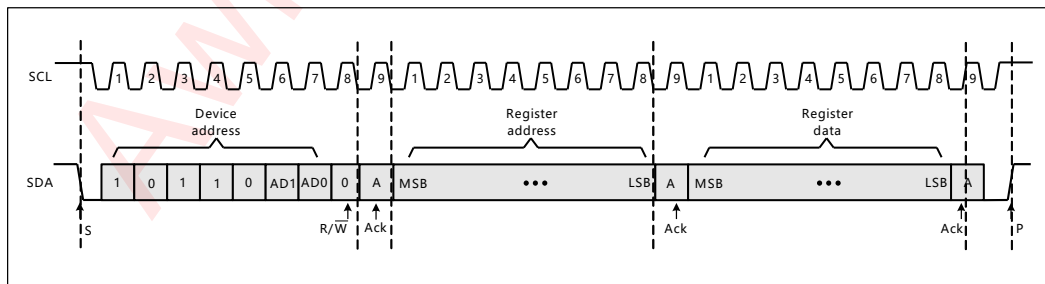 SCL 1 2 3 4 5 6 7 8 9 1 2 3 4 5 6 7 8 9 1 2 3 4 5 6 7 8 9
Device address
Register address
Register data
SDA 1 0 1 1 0 AD1 AD0 0 A MSB ••• LSB A MSB ••• LSB A
S R/W̅ Ack Ack Ack P